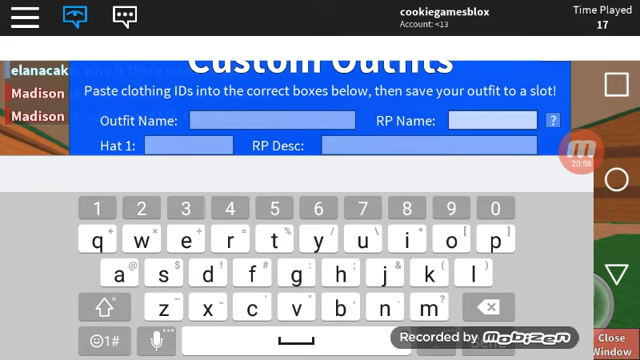 cookiegamesblox
Account: <13
Time Played
17
elanacak
Madison
Madison
Custom Outfits
Paste clothing IDs into the correct boxes below, then save your outfit to a slot!
Outfit Name:
RP Name:
?
Hat 1:
RP Desc:
20:56
1 2 3 4 5 6 7 8 9 0
q w e r t y u i o p
a s d f g h j k l
z x c v b n m
☺1#
Recorded by MOBIZEN
Close
Window